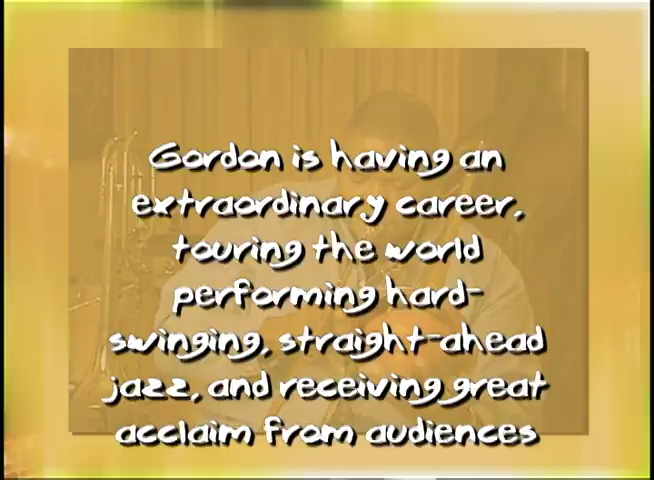 Gordon is having an
extraordinary career,
touring the world
performing hard-
swinging, straight-ahead
jazz, and receiving great
acclaim from audiences